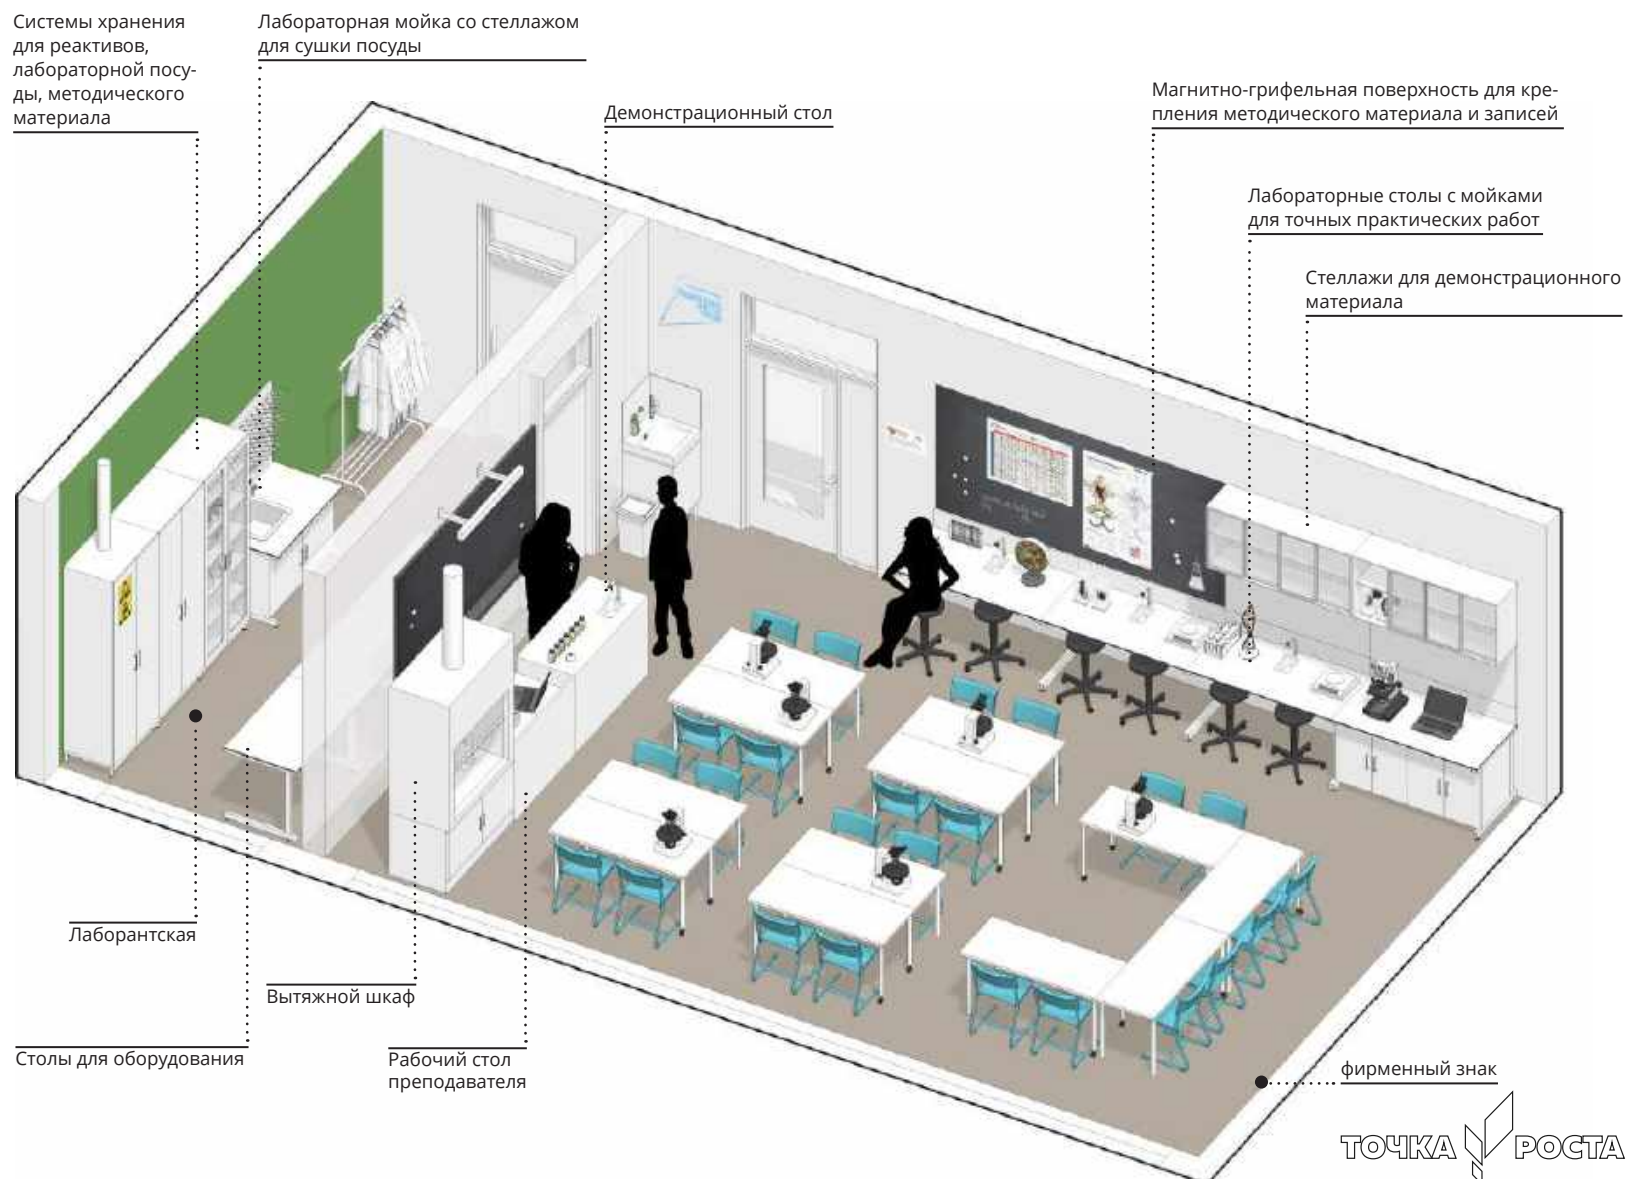 Системы хранения
для реактивов,
лабораторной посу-
ды, методического
материала
Лабораторная мойка со стеллажом
для сушки посуды
Демонстрационный стол
Магнитно-грифельная поверхность для кре-
пления методического материала и записей
Лабораторные столы с мойками
для точных практических работ
Стеллажи для демонстрационного
материала
Лаборантская
Вытяжной шкаф
Столы для оборудования
Рабочий стол
преподавателя
фирменный знак
ТОЧКА РОСТА